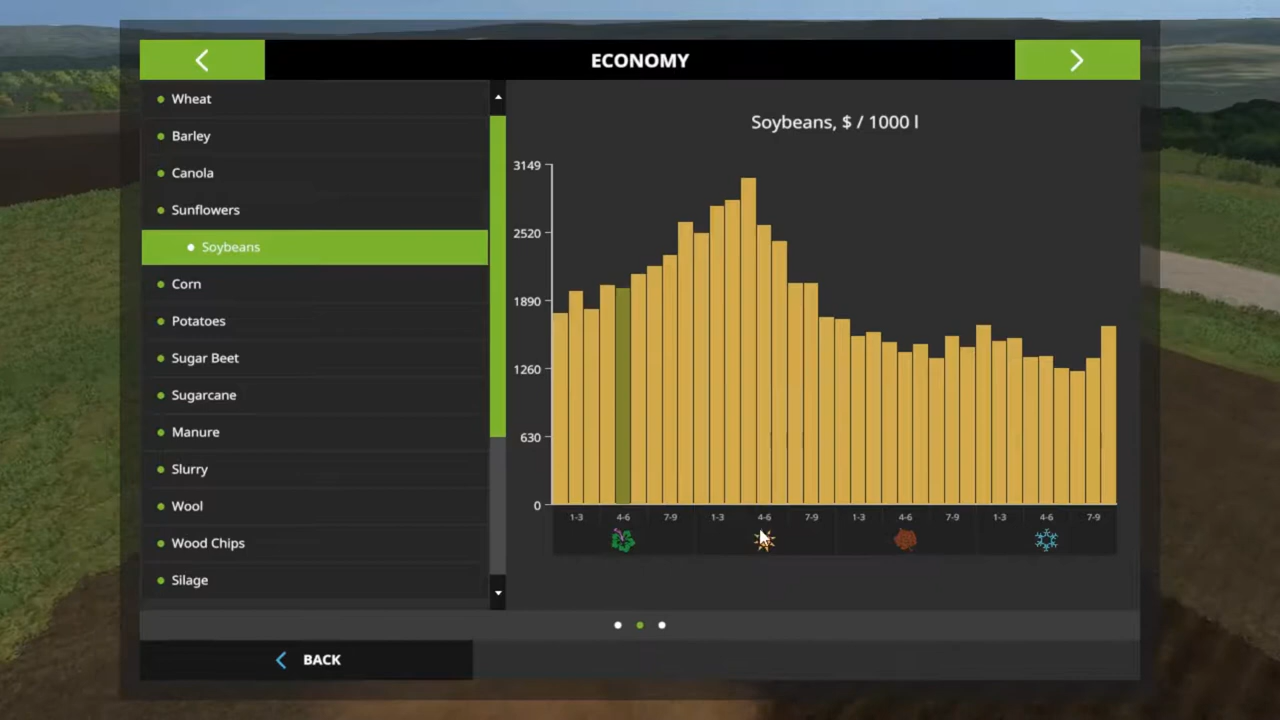 ECONOMY
Wheat
Barley
Canola
Sunflowers
Soybeans
Corn
Potatoes
Sugar Beet
Sugarcane
Manure
Slurry
Wool
Wood Chips
Silage
Soybeans, $ / 1000 l
3149
2520
1890
1260
630
0
1-3 4-6 7-9 1-3 4-6 7-9 1-3 4-6 7-9 1-3 4-6 7-9
BACK